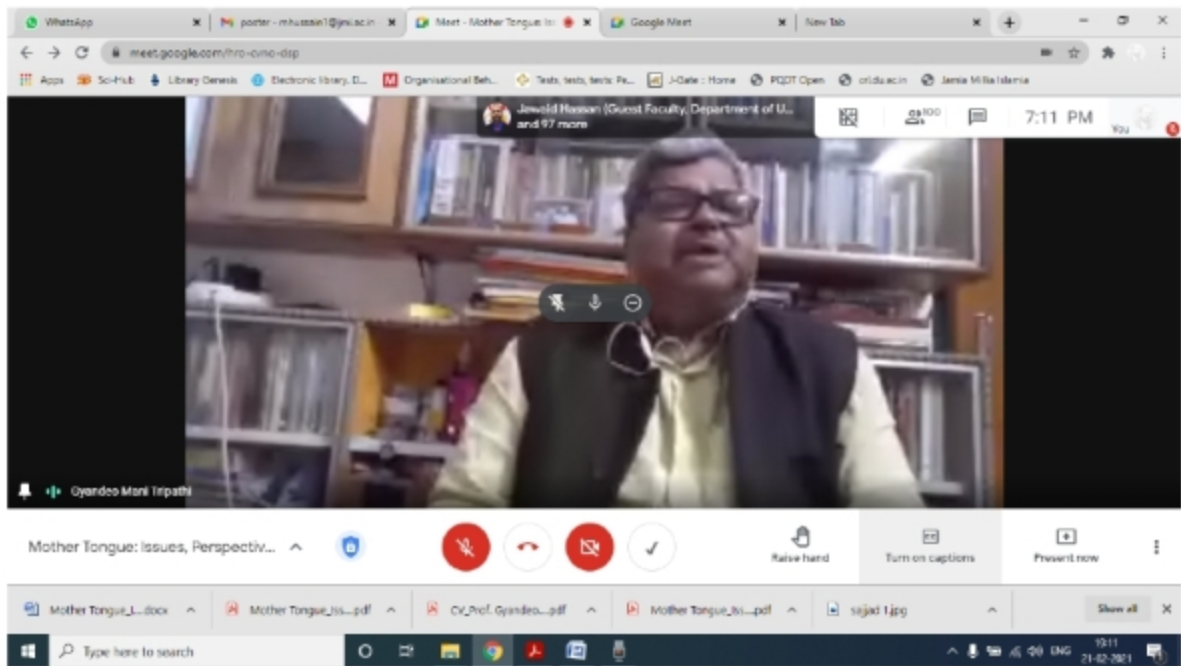 WhatsApp
poster - mhussain1@jmi.ac.in
Meet - Mother Tongue: Iss
Google Meet
New Tab
meet.google.com/hro-cvno-dsp
Apps
Sci-Hub
Library Genesis
Electronic library. D...
Organisational Beh...
Tests, tests, tests: Pe...
J-Gate : Home
PQDT Open
crl.du.ac.in
Jamia Millia Islamia
Jawaid Hassan (Guest Faculty, Department of U...
and 97 more
100
7:11 PM
You
Gyandeo Mani Tripathi
Mother Tongue: Issues, Perspectiv...
Raise hand
Turn on captions
Present now
Mother Tongue_I...docx
Mother Tongue_Iss....pdf
CV_Prof. Gyandeo...pdf
Mother Tongue_Iss....pdf
sajjad 1.jpg
Show all
Type here to search
ENG
19:11
21-02-2021